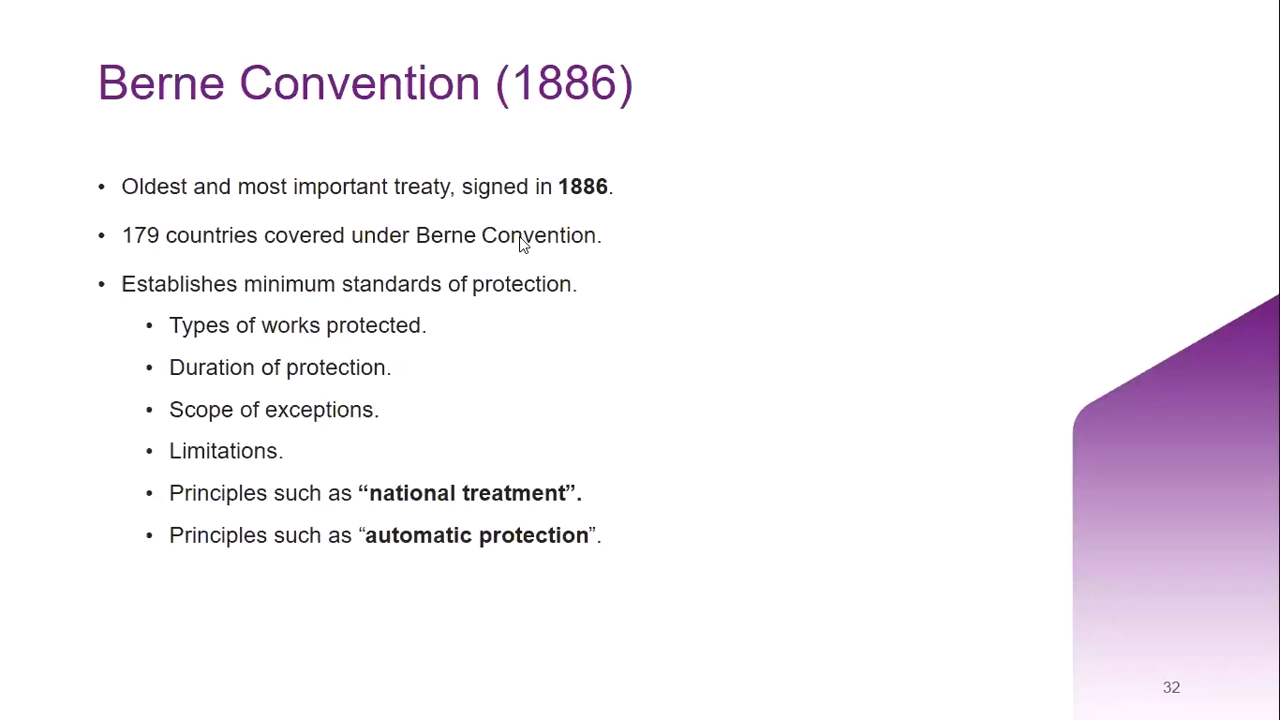 Berne Convention (1886)
• Oldest and most important treaty, signed in 1886.
• 179 countries covered under Berne Convention.
• Establishes minimum standards of protection.
• Types of works protected.
• Duration of protection.
• Scope of exceptions.
• Limitations.
• Principles such as “national treatment”.
• Principles such as “automatic protection”.
32